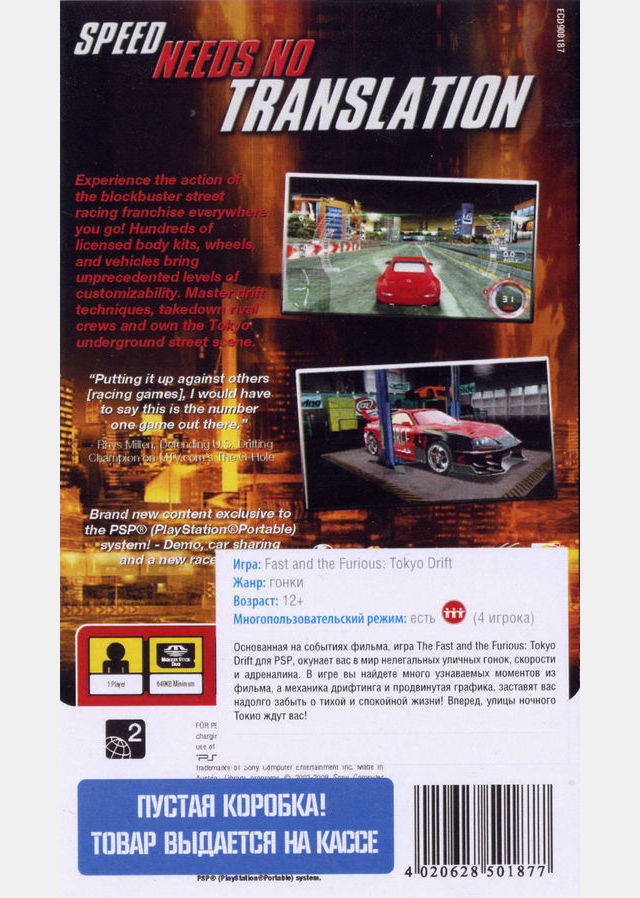 SPEED
NEEDS NO
TRANSLATION
ECD900187
Experience the action of
the blockbuster street
racing franchise everywhere
you go! Hundreds of
licensed body kits, wheels,
and vehicles bring
unprecedented levels of
customizability. Master drift
techniques, takedown rival
crews and own the Tokyo
underground street scene.
“Putting it up against others
[racing games], I would have
to say this is the number
one game out there,”
- Rhys Millen, Defending U.S. Drifting
Champion on MTV.com's The G-Hole
Brand new content exclusive to
the PSP® (PlayStation®Portable)
system! - Demo, car sharing
and a new race
31
Игра: Fast and the Furious: Tokyo Drift
Жанр: гонки
Возраст: 12+
Многопользовательский режим: есть (4 игрока)
Основанная на событиях фильма, игра The Fast and the Furious: Tokyo
Drift для PSP, окунает вас в мир нелегальных уличных гонок, скорости
и адреналина. В игре вы найдете много узнаваемых моментов из
фильма, а механика дрифтинга и продвинутая графика, заставят вас
надолго забыть о тихой и спокойной жизни! Вперед, улицы ночного
Токио ждут вас!
1 Player
MEMORY STICK
DUO
640KB Minimum
2
FOR PE
chargin
use of
PS
trademarks of Sony Computer Entertainment Inc. Made in
Austria. Library programs © 2002-2008 Sony Computer
ПУСТАЯ КОРОБКА!
ТОВАР ВЫДАЕТСЯ НА КАССЕ
PSP® (PlayStation®Portable) system.
4 020628 501877